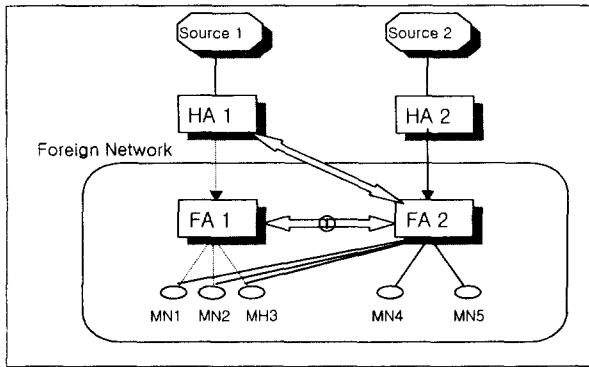 Source 1
Source 2
HA 1
HA 2
Foreign Network
FA 1
①
FA 2
MN1
MN2
MH3
MN4
MN5